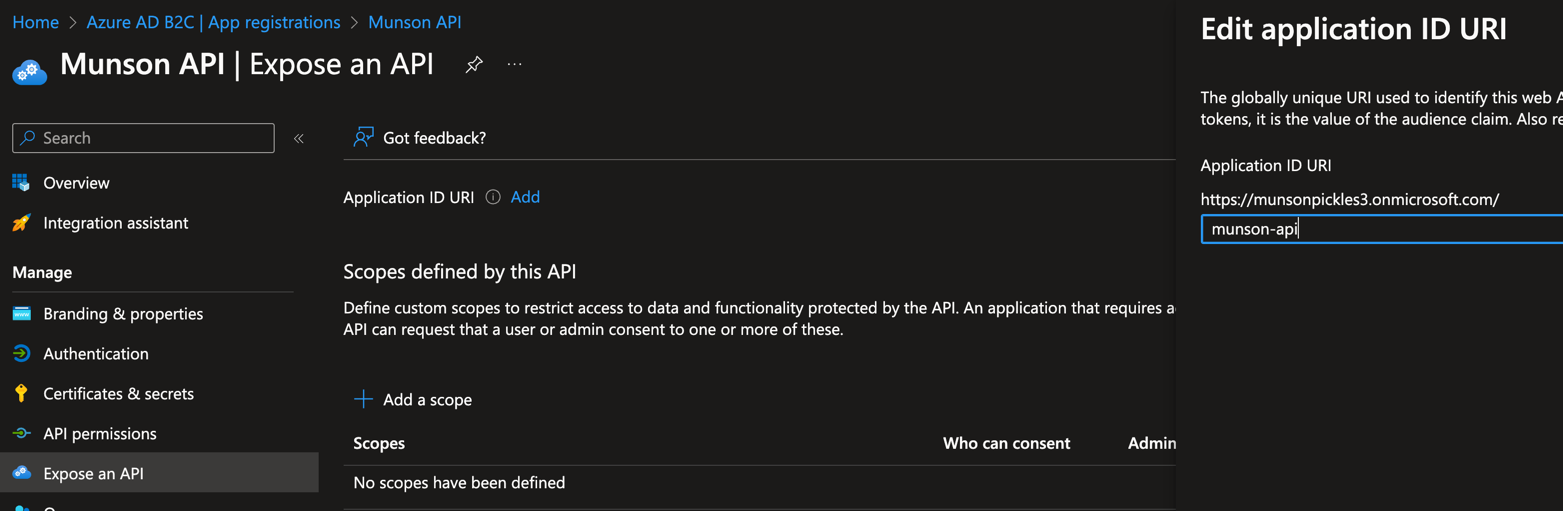 Home > Azure AD B2C | App registrations > Munson API
Munson API | Expose an API
...
Search
«
Overview
Integration assistant
Manage
Branding & properties
Authentication
Certificates & secrets
API permissions
Expose an API
Got feedback?
Application ID URI Add
Scopes defined by this API
Define custom scopes to restrict access to data and functionality protected by the API. An application that requires
API can request that a user or admin consent to one or more of these.
Add a scope
Scopes Who can consent Admin
No scopes have been defined
Edit application ID URI
The globally unique URI used to identify this web
tokens, it is the value of the audience claim. Also
Application ID URI
https://munsonpickles3.onmicrosoft.com/
munson-api